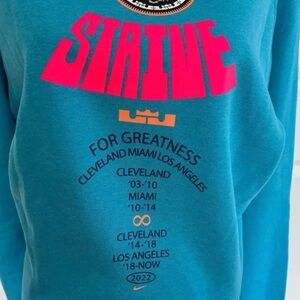 STRIVE
FOR GREATNESS
CLEVELAND MIAMI LOS ANGELES
CLEVELAND
'03-'10
MIAMI
'10-'14
∞
CLEVELAND
'14-'18
LOS ANGELES
'18-NOW
2022